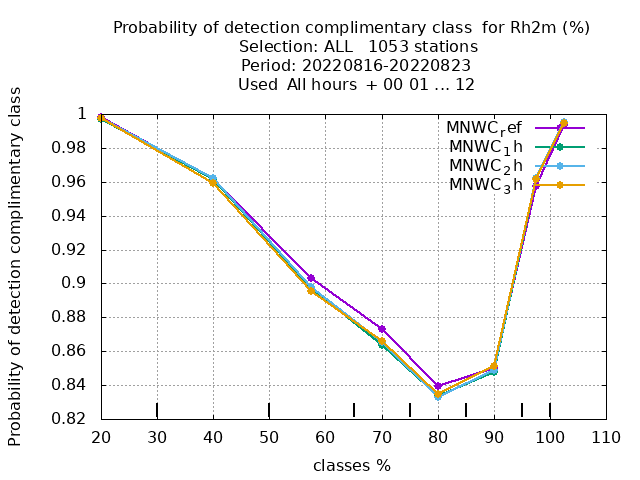 Probability of detection complimentary class  for Rh2m (%)
Selection: ALL   1053 stations
Period: 20220816-20220823
Used  All hours  + 00 01 ... 12
Probability of detection complimentary class
1
0.98
0.96
0.94
0.92
0.9
0.88
0.86
0.84
0.82
MNWC_ref
MNWC_1h
MNWC_2h
MNWC_3h
20 30 40 50 60 70 80 90 100 110
classes %